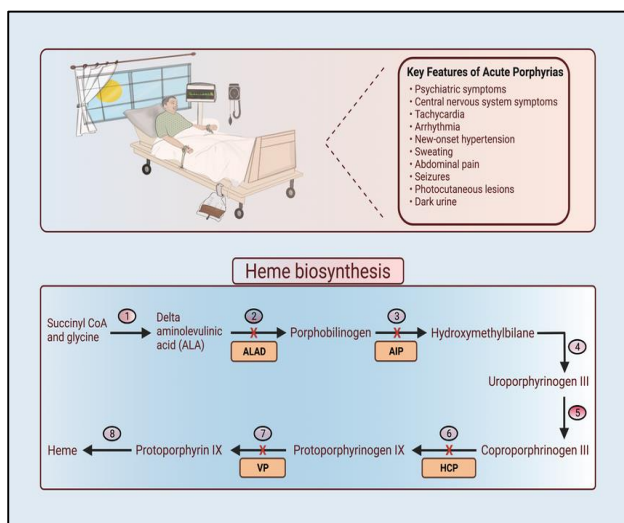 Key Features of Acute Porphyrias
• Psychiatric symptoms
• Central nervous system symptoms
• Tachycardia
• Arrhythmia
• New-onset hypertension
• Sweating
• Abdominal pain
• Seizures
• Photocutaneous lesions
• Dark urine
Heme biosynthesis
Succinyl CoA
and glycine
1
Delta
aminolevulinic
acid (ALA)
2
X
ALAD
Porphobilinogen
3
X
AIP
Hydroxymethylbilane
4
Uroporphyrinogen III
5
Coproporphrinogen III
6
X
HCP
Protoporphyrinogen IX
7
X
VP
Protoporphyrin IX
8
Heme